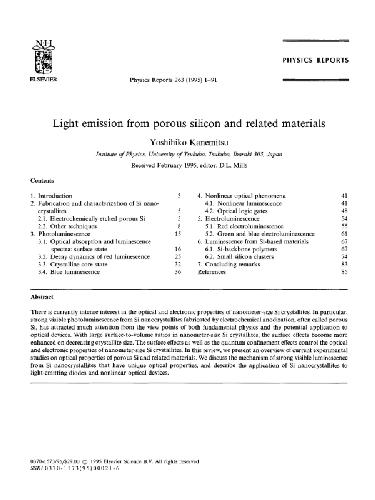 ELSEVIER
PHYSICS REPORTS
Physics Reports 263 (1995) 1–91
Light emission from porous silicon and related materials
Yoshihiko Kanemitsu
Institute of Physics, University of Tsukuba, Tsukuba, Ibaraki 305, Japan
Received February 1995; editor D.L. Mills
Contents
1. Introduction 3
2. Fabrication and characterization of Si nano-
crystallites 5
2.1. Electrochemically etched porous Si 5
2.2. Other techniques 8
3. Photoluminescence 15
3.1. Optical absorption and luminescence
spectra: surface state 16
3.2. Decay dynamics of red luminescence 25
3.3. Crystalline core state 32
3.4. Blue luminescence 36
4. Nonlinear optical phenomena 41
4.1. Nonlinear luminescence 41
4.2. Optical logic gates 48
5. Electroluminescence 54
5.1. Red electroluminescence 55
5.2. Green and blue electroluminescence 61
6. Luminescence from Si-based materials 67
6.1. Si-backbone polymers 67
6.2. Small silicon clusters 74
7. Concluding remarks 83
References 85
Abstract
There is currently intense interest in the optical and electronic properties of nanometer-size Si crystallites. In particular,
strong visible photoluminescence from Si nanocrystallites fabricated by electrochemical anodization, often called porous
Si, has attracted much attention from the view points of both fundamental physics and the potential application to
optical devices. With large surface-to-volume ratios in nanometer-size Si crystallites, the surface effects become more
enhanced on decreasing crystallite size. The surface effects as well as the quantum confinement effects control the optical
and electronic properties of nanometer-size Si crystallites. In this review, we present an overview of current experimental
studies on optical properties of porous Si and related materials. We discuss the mechanism of strong visible luminescence
from Si nanocrystallites that have unique optical properties, and describe the application of Si nanocrystallites to
light-emitting diodes and nonlinear optical devices.
0370-1573/95/$29.00 © 1995 Elsevier Science B.V. All rights reserved
SSDI 0370-1573(95)00021-6